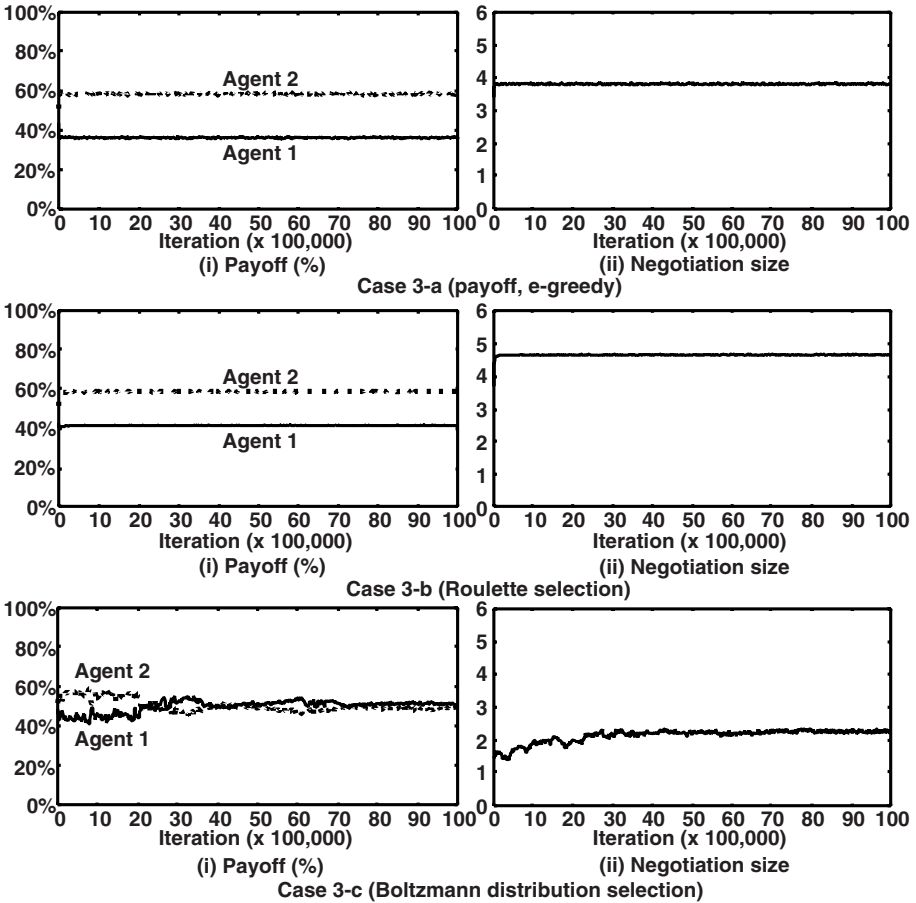 100%
80%
60%
40%
20%
0%
Agent 2
Agent 1
0 10 20 30 40 50 60 70 80 90 100
Iteration (x 100,000)
(i) Payoff (%)
6
5
4
3
2
1
0
0 10 20 30 40 50 60 70 80 90 100
Iteration (x 100,000)
(ii) Negotiation size
Case 3-a (payoff, e-greedy)
100%
80%
60%
40%
20%
0%
Agent 2
Agent 1
0 10 20 30 40 50 60 70 80 90 100
Iteration (x 100,000)
(i) Payoff (%)
6
5
4
3
2
1
0
0 10 20 30 40 50 60 70 80 90 100
Iteration (x 100,000)
(ii) Negotiation size
Case 3-b (Roulette selection)
100%
80%
60%
40%
20%
0%
Agent 2
Agent 1
0 10 20 30 40 50 60 70 80 90 100
Iteration (x 100,000)
(i) Payoff (%)
6
5
4
3
2
1
0
0 10 20 30 40 50 60 70 80 90 100
Iteration (x 100,000)
(ii) Negotiation size
Case 3-c (Boltzmann distribution selection)